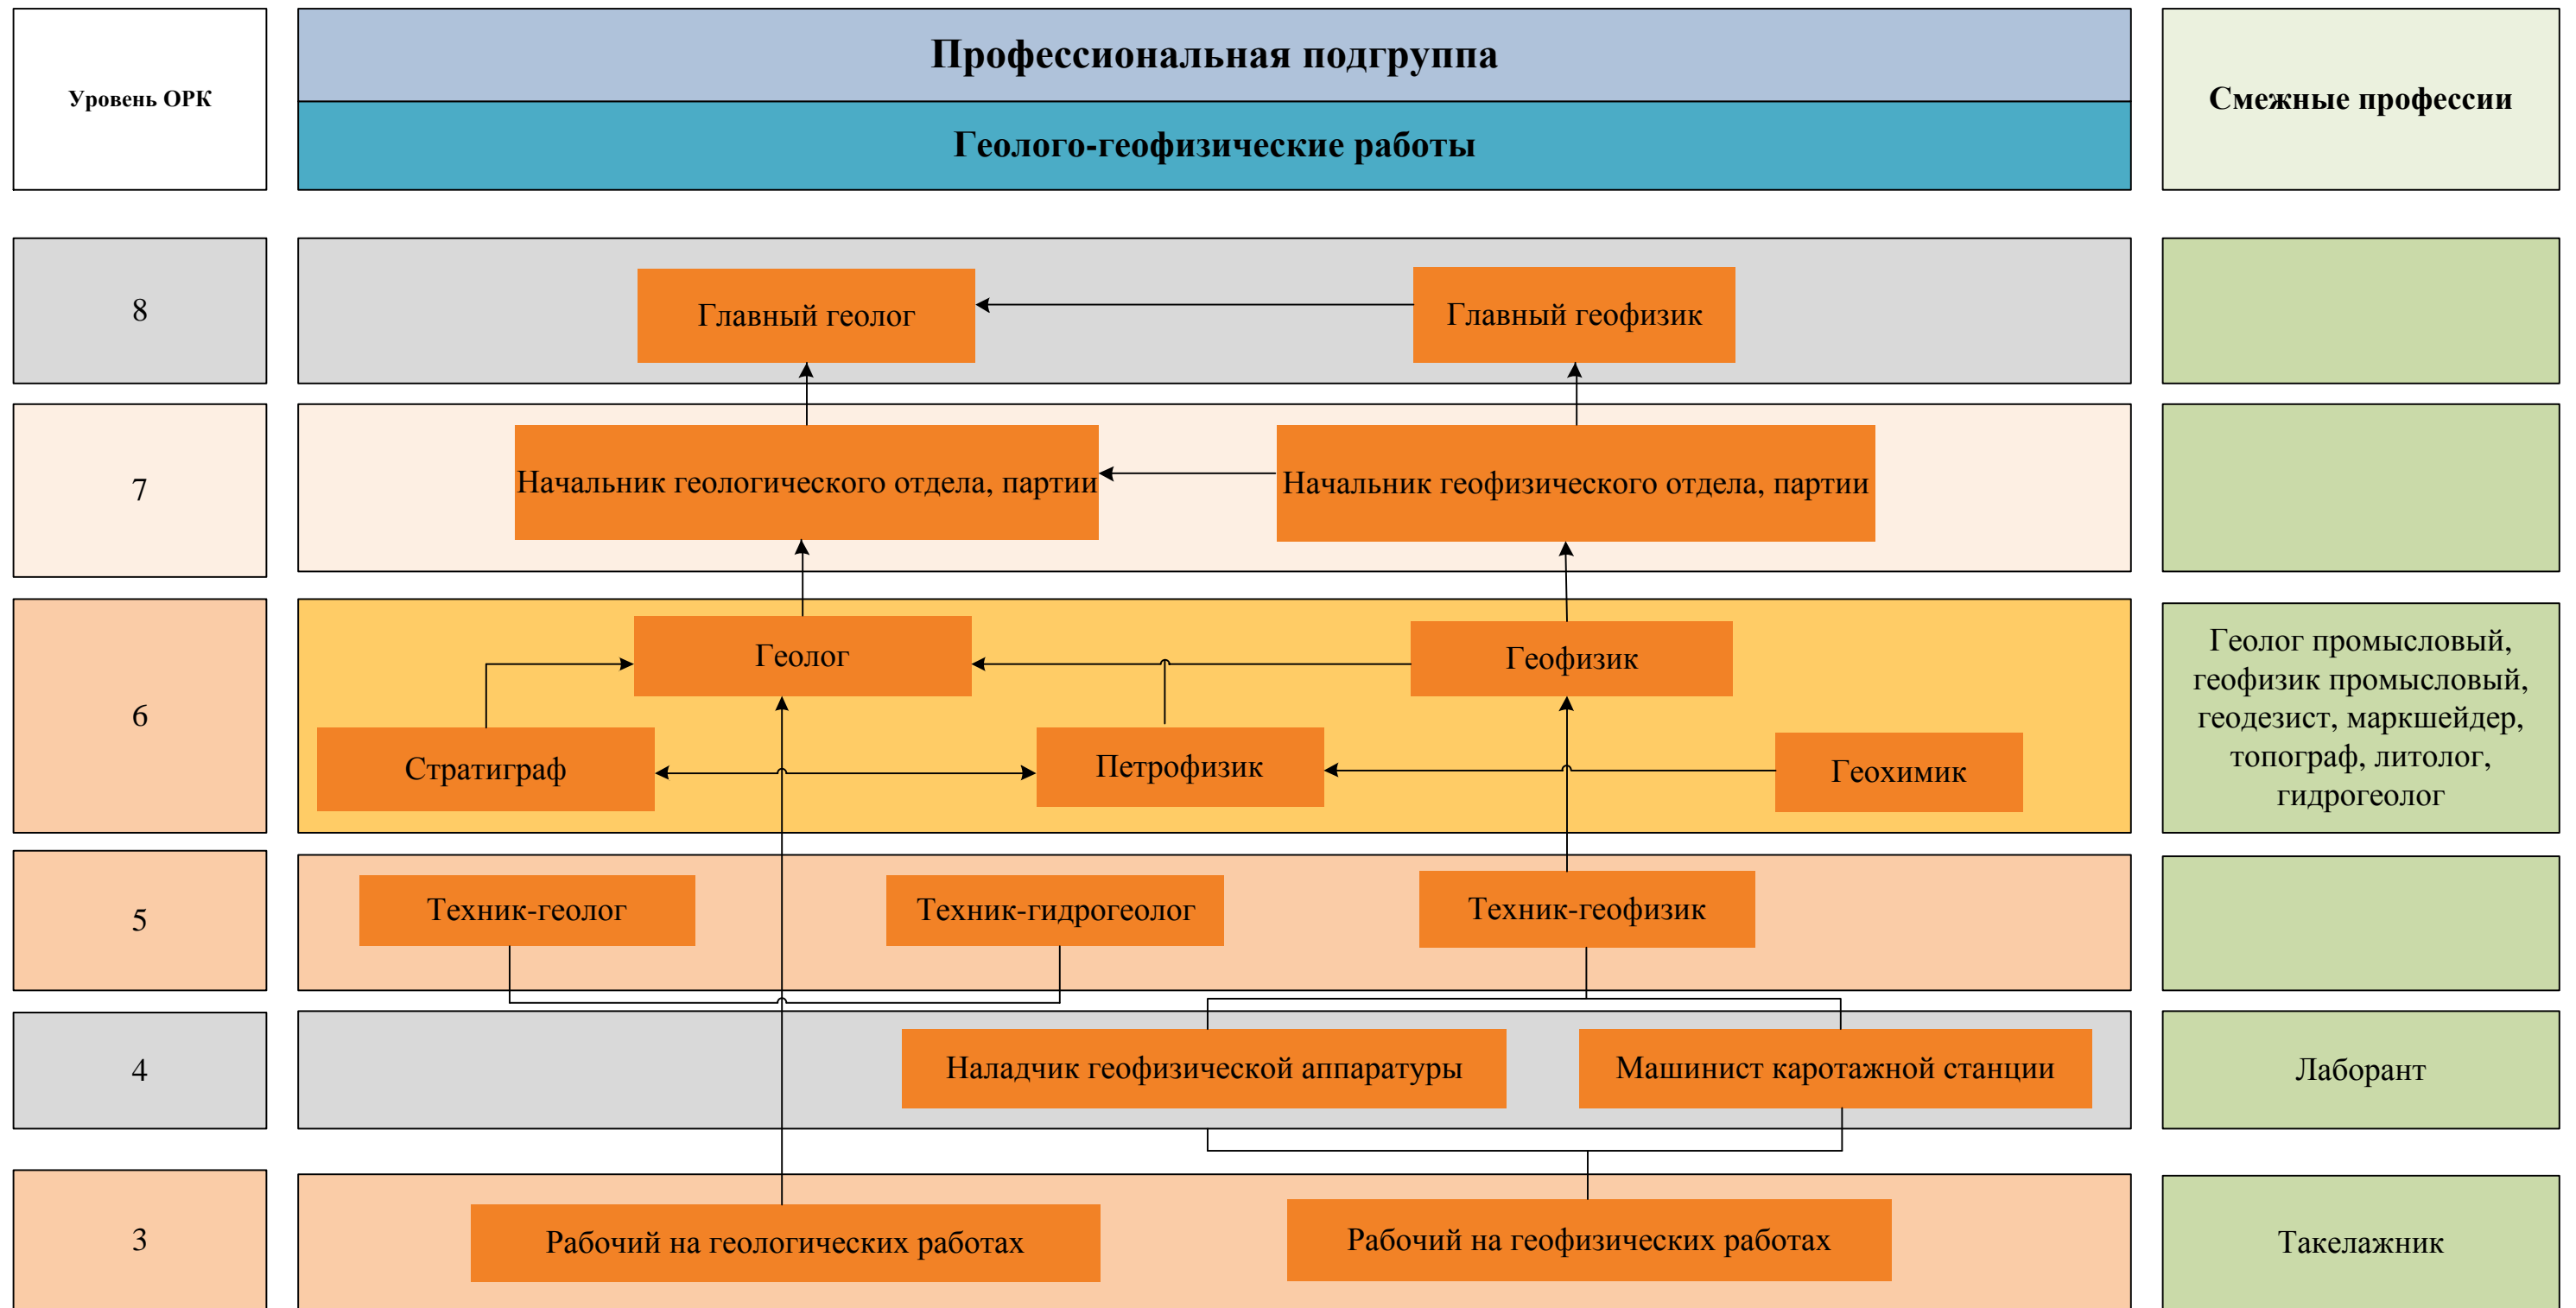 Уровень ОРК
Профессиональная подгруппа
Геолого-геофизические работы
Смежные профессии
8
Главный геолог
Главный геофизик
7
Начальник геологического отдела, партии
Начальник геофизического отдела, партии
6
Геолог
Геофизик
Стратиграф
Петрофизик
Геохимик
Геолог промысловый,
геофизик промысловый,
геодезист, маркшейдер,
топограф, литолог,
гидрогеолог
5
Техник-геолог
Техник-гидрогеолог
Техник-геофизик
4
Наладчик геофизической аппаратуры
Машинист каротажной станции
Лаборант
3
Рабочий на геологических работах
Рабочий на геофизических работах
Такелажник